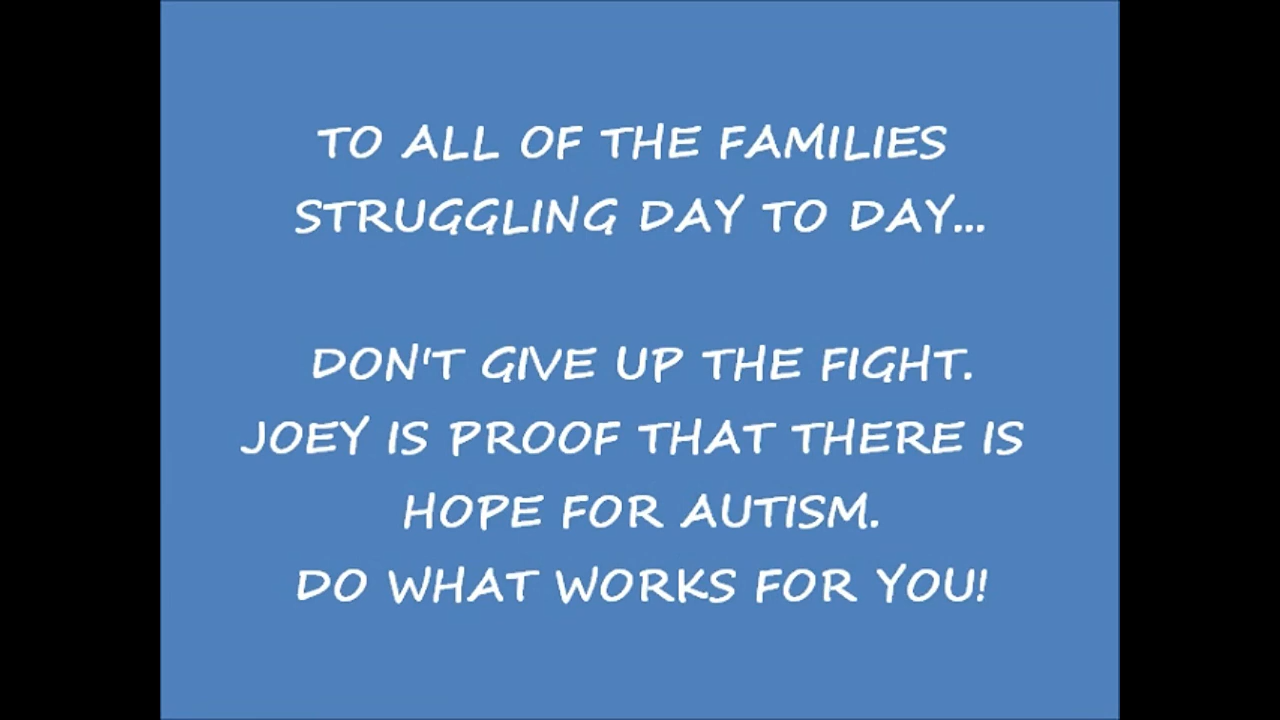 TO ALL OF THE FAMILIES
STRUGGLING DAY TO DAY...
DON'T GIVE UP THE FIGHT.
JOEY IS PROOF THAT THERE IS
HOPE FOR AUTISM.
DO WHAT WORKS FOR YOU!